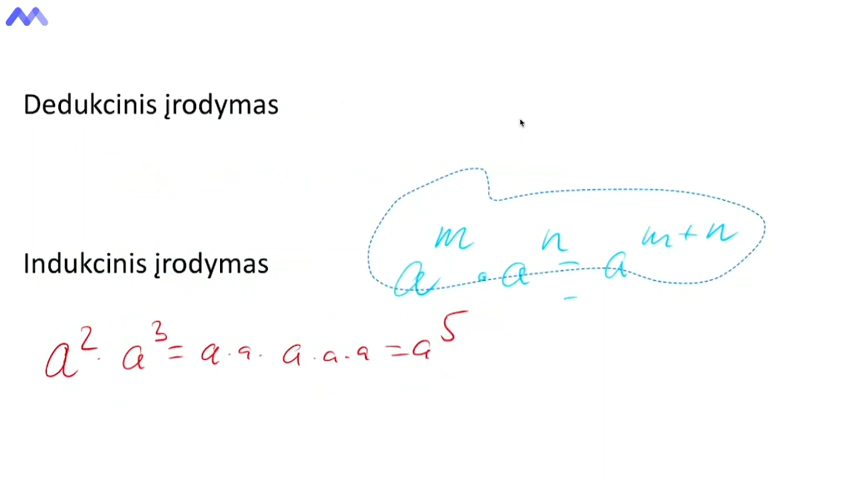 Dedukcinis įrodymas
a^m · a^n = a^{m+n}
Indukcinis įrodymas
a^2 · a^3 = a · a · a · a · a = a^5